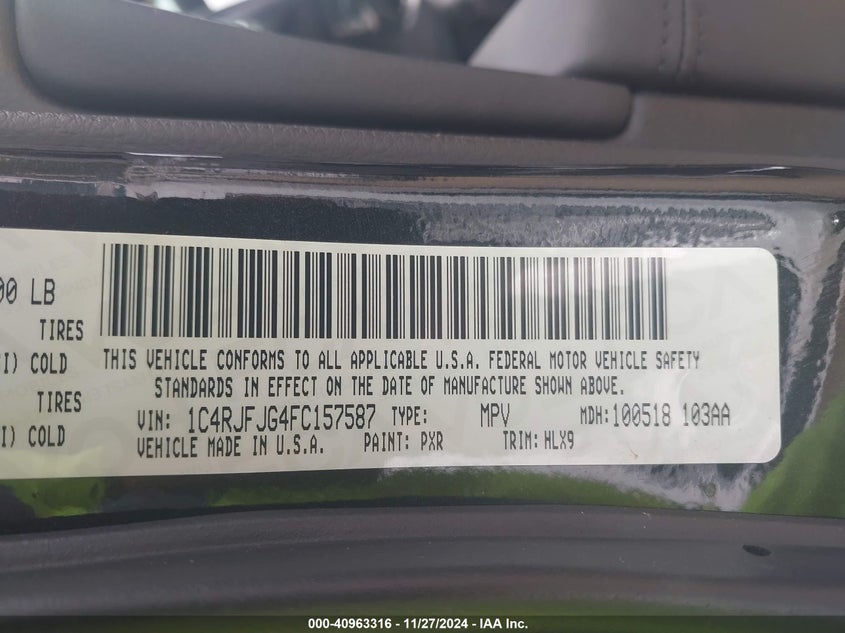 00 LB
TIRES
I) COLD
TIRES
I) COLD
THIS VEHICLE CONFORMS TO ALL APPLICABLE U.S.A. FEDERAL MOTOR VEHICLE SAFETY
STANDARDS IN EFFECT ON THE DATE OF MANUFACTURE SHOWN ABOVE.
VIN: 1C4RJFJG4FC157587 TYPE: MPV MDH:100518 103AA
VEHICLE MADE IN U.S.A. PAINT: PXR TRIM: HLX9
000-40963316 - 11/27/2024 - IAA Inc.